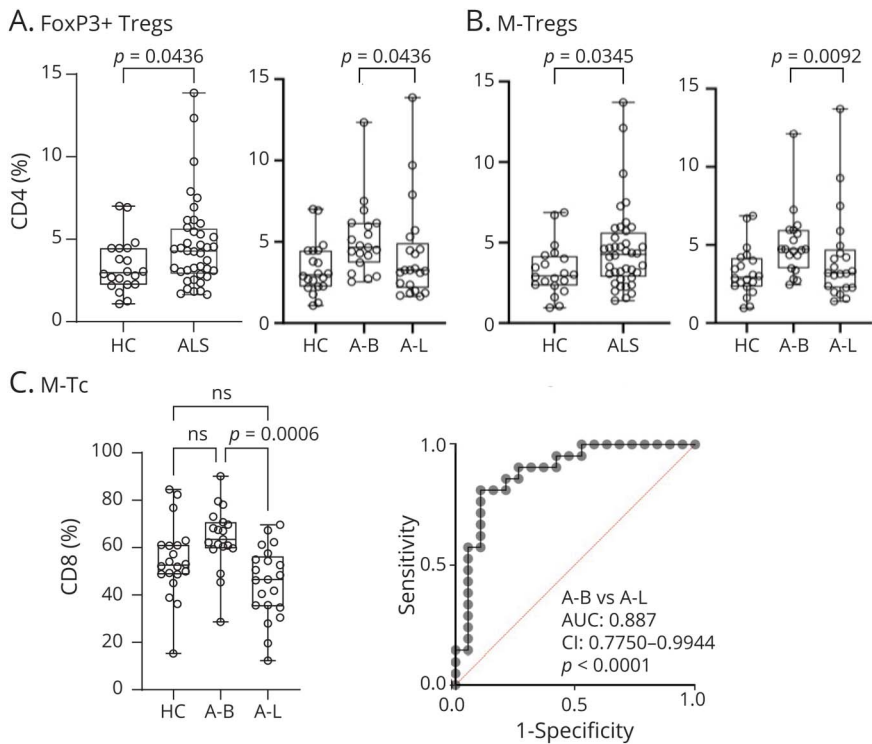 A. FoxP3+ Tregs
p = 0.0436
15
10
5
0
CD4 (%)
HC
ALS
p = 0.0436
15
10
5
0
HC
A-B
A-L
B. M-Tregs
p = 0.0345
15
10
5
0
HC
ALS
p = 0.0092
15
10
5
0
HC
A-B
A-L
C. M-Tc
ns
ns
p = 0.0006
100
80
60
40
20
0
CD8 (%)
HC
A-B
A-L
1.0
0.5
0.0
Sensitivity
A-B vs A-L
AUC: 0.887
CI: 0.7750–0.9944
p < 0.0001
0.0
0.5
1.0
1-Specificity